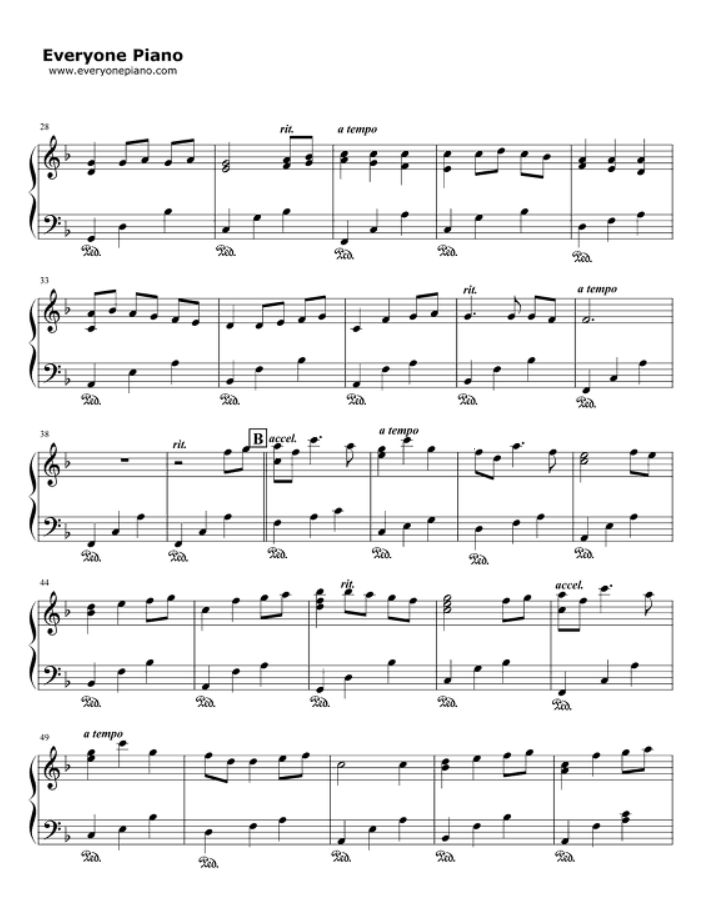 Everyone Piano
www.everyonepiano.com
28
rit.
a tempo
Ped. Ped. Ped. Ped. Ped.
33
rit.
a tempo
Ped. Ped. Ped. Ped. Ped.
38
rit.
B
accel.
a tempo
Ped. Ped. Ped. Ped. Ped.
44
rit.
accel.
Ped. Ped. Ped. Ped. Ped.
49
a tempo
Ped. Ped. Ped. Ped. Ped.